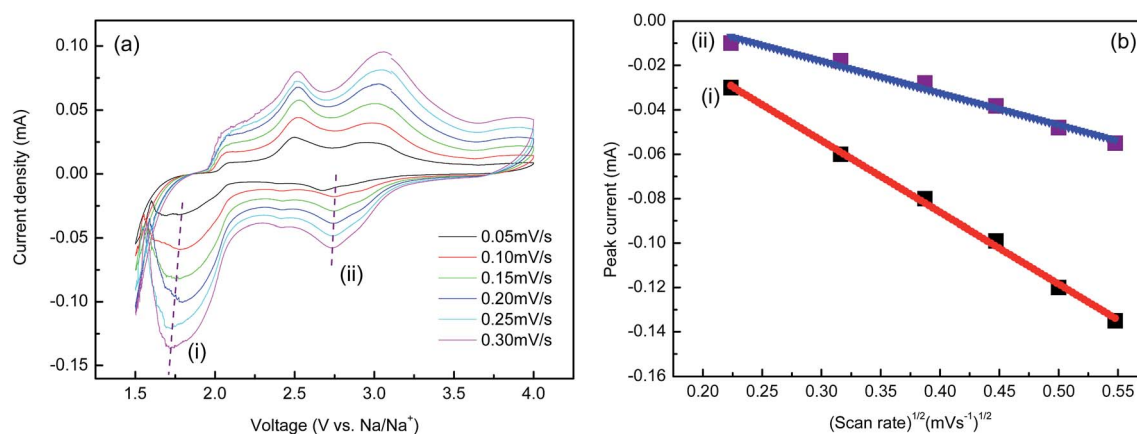 (a)
0.10
0.05
0.00
-0.05
-0.10
-0.15
Current density (mA)
(i)
(ii)
0.05mV/s
0.10mV/s
0.15mV/s
0.20mV/s
0.25mV/s
0.30mV/s
1.5 2.0 2.5 3.0 3.5 4.0
Voltage (V vs. Na/Na⁺)
(b)
0.00
-0.02
-0.04
-0.06
-0.08
-0.10
-0.12
-0.14
-0.16
Peak current (mA)
(ii)
(i)
0.20 0.25 0.30 0.35 0.40 0.45 0.50 0.55
(Scan rate)¹ᐟ²(mVs⁻¹)¹ᐟ²